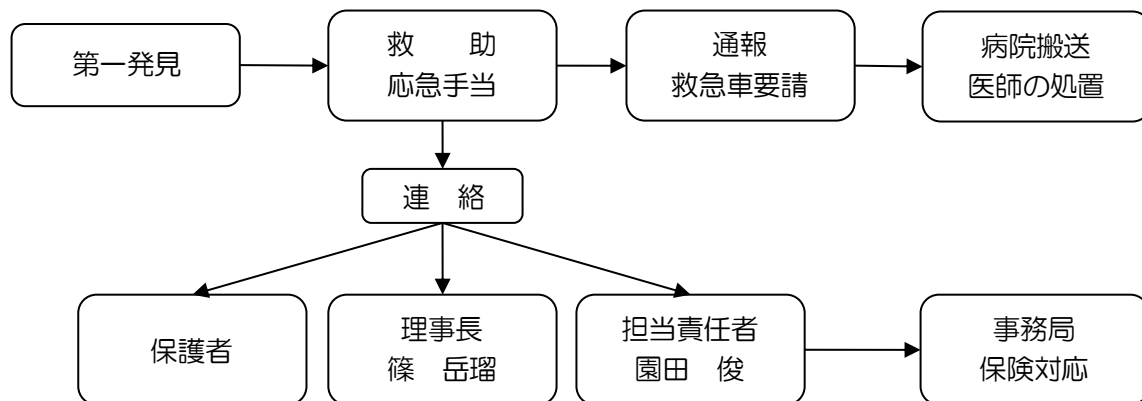 第一発見
救　助
応急手当
通報
救急車要請
病院搬送
医師の処置
連　絡
保護者
理事長
篠　岳瑠
担当責任者
園田　俊
事務局
保険対応